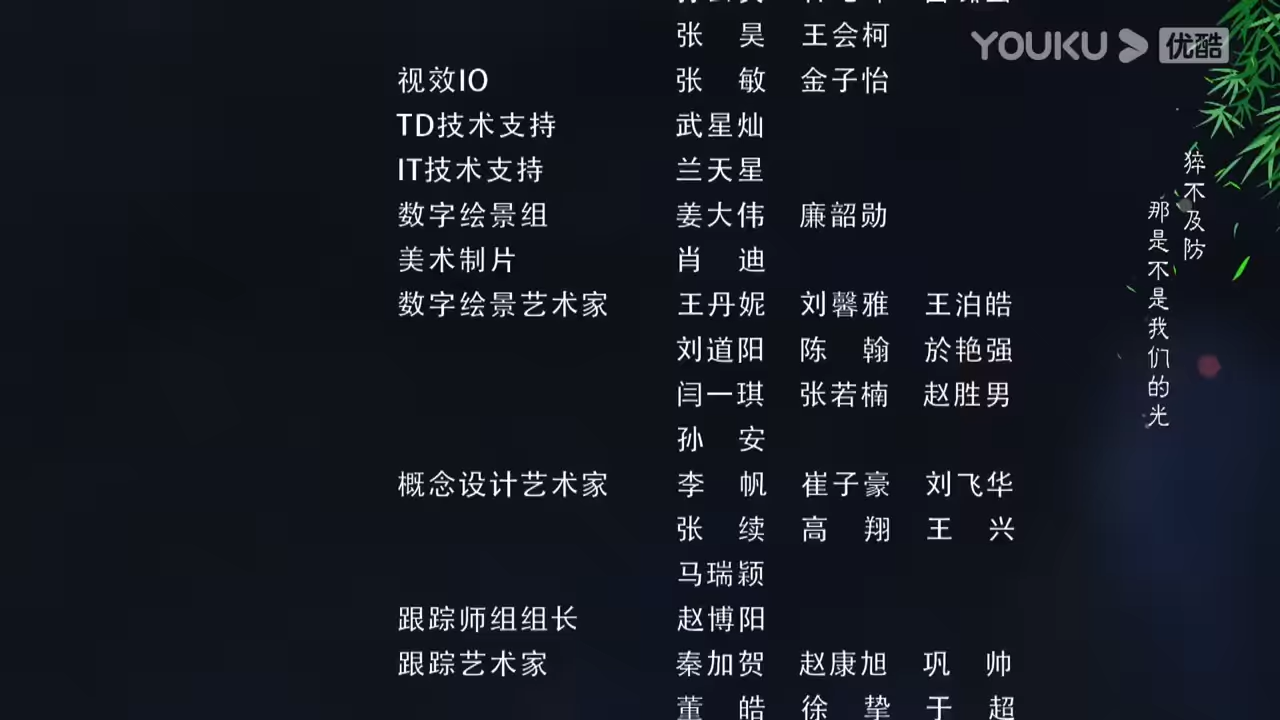 张 昊 王会柯
YOUKU 优酷
视效IO 张 敏 金子怡
TD技术支持 武星灿
IT技术支持 兰天星
数字绘景组 姜大伟 廉韶勋
美术制片 肖 迪
数字绘景艺术家 王丹妮 刘馨雅 王泊皓
刘道阳 陈 翰 於艳强
闫一琪 张若楠 赵胜男
孙 安
概念设计艺术家 李 帆 崔子豪 刘飞华
张 续 高 翔 王 兴
马瑞颖
跟踪师组组长 赵博阳
跟踪艺术家 秦加贺 赵康旭 巩 帅
董 皓 徐 挚 于 超
猝不及防
那是不是我们的光